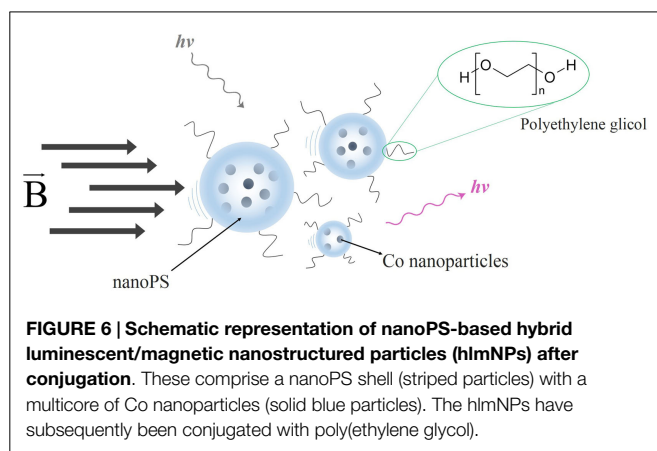 hν
H
O
O
H
n
Polyethylene glicol
B
hν
Co nanoparticles
nanoPS
FIGURE 6 | Schematic representation of nanoPS-based hybrid
luminescent/magnetic nanostructured particles (hlmNPs) after
conjugation. These comprise a nanoPS shell (striped particles) with a
multicore of Co nanoparticles (solid blue particles). The hlmNPs have
subsequently been conjugated with poly(ethylene glycol).